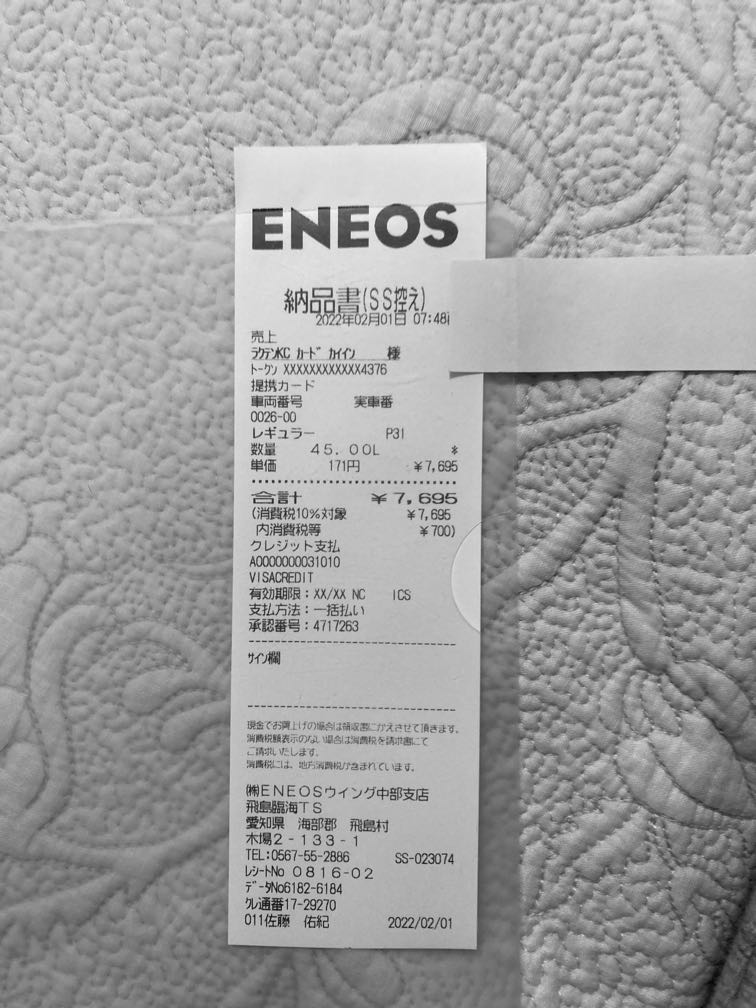 ENEOS
納品書(SS控え)
2022年02月01日 07:48
売上
ﾗｸﾃﾝKC ｶｰﾄﾞ ｶｲｲﾝ 様
ﾄｰｸﾝ XXXXXXXXXXXX4376
提携カード
車両番号 実車番
0026-00
レギュラー P31
数量 45.00L *
単価 171円 ¥7,695
合計 ¥7,695
(消費税10%対象 ¥7,695
内消費税等 ¥700)
クレジット支払
A0000000031010
VISACREDIT
有効期限:XX/XX NC ICS
支払方法:一括払い
承認番号:4717263
ｻｲﾝ欄
現金でお買上げの場合は領収書にかえさせて頂きます。
消費税額表示のない場合は消費税を請求書にて
ご請求いたします。
消費税には、地方消費税が含まれています。
㈱ENEOSウイング中部支店
飛島臨海TS
愛知県 海部郡 飛島村
木場2-133-1
TEL:0567-55-2886 SS-023074
ﾚｼｰﾄNo 0816-02
ﾃﾞｰﾀNo6182-6184
ｸﾚ通番17-29270
011佐藤 佑紀 2022/02/01